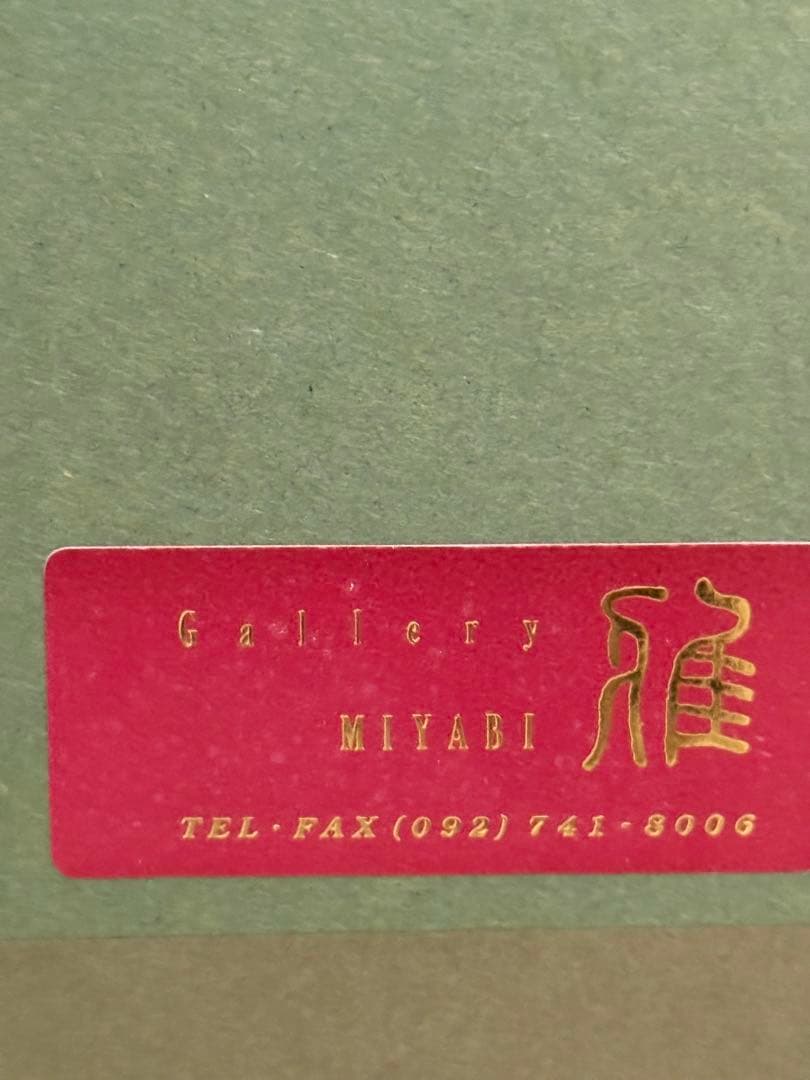 Gallery
MIYABI
雅
TEL・FAX(092)741-8006